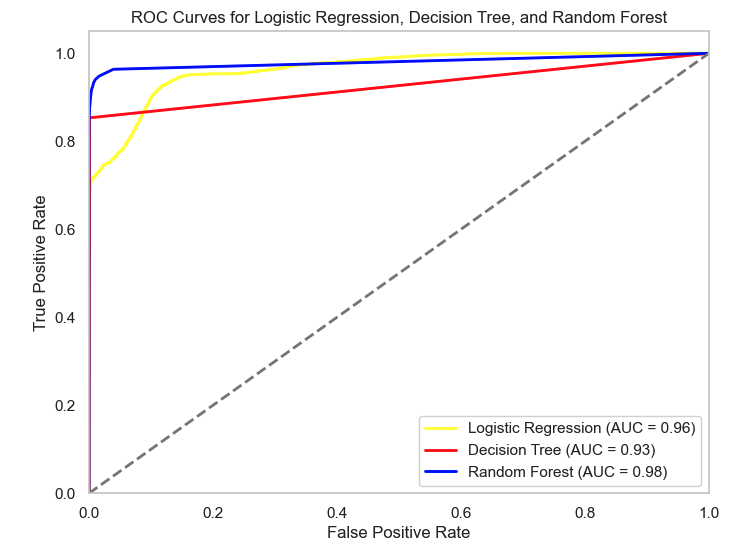 ROC Curves for Logistic Regression, Decision Tree, and Random Forest
True Positive Rate
1.0
0.8
0.6
0.4
0.2
0.0
Logistic Regression (AUC = 0.96)
Decision Tree (AUC = 0.93)
Random Forest (AUC = 0.98)
0.0 0.2 0.4 0.6 0.8 1.0
False Positive Rate